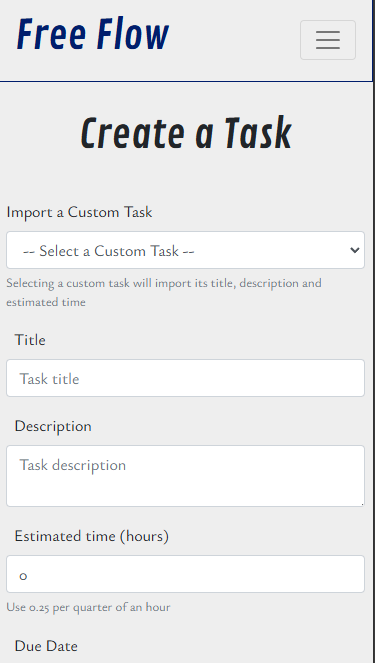 Free Flow
Create a Task
Import a Custom Task
-- Select a Custom Task --
Selecting a custom task will import its title, description and
estimated time
Title
Task title
Description
Task description
Estimated time (hours)
0
Use 0.25 per quarter of an hour
Due Date